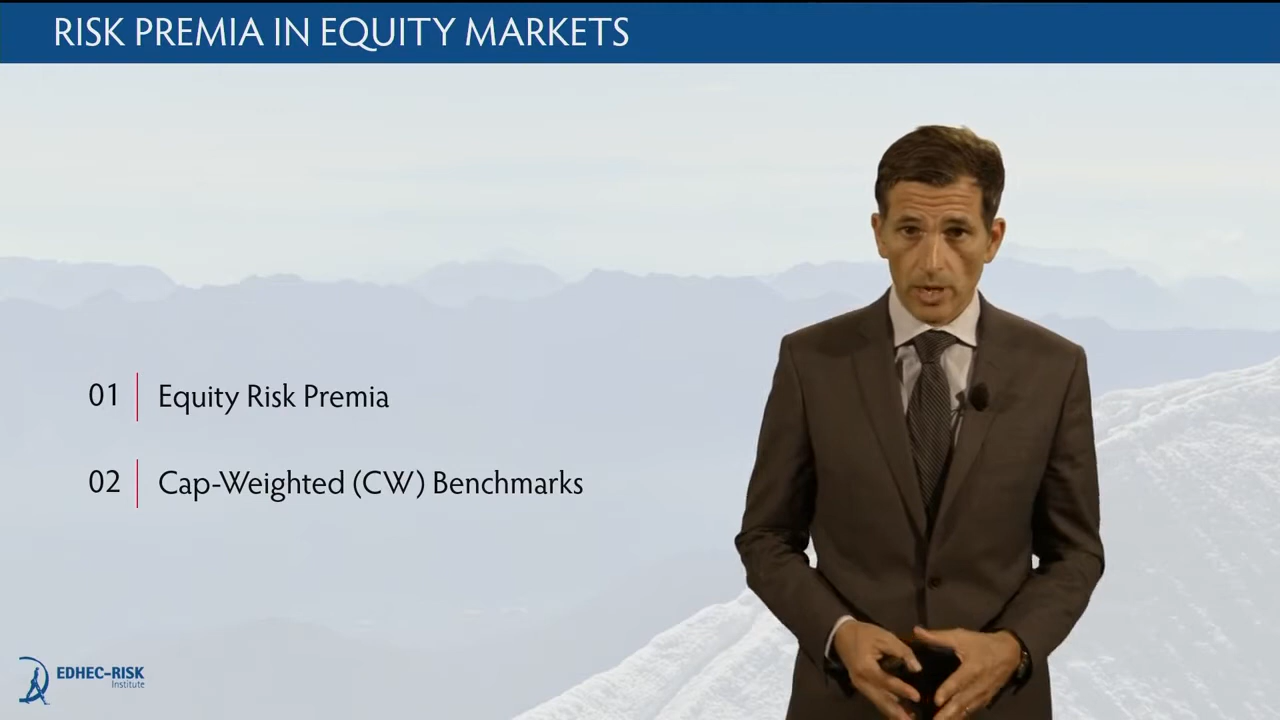 RISK PREMIA IN EQUITY MARKETS
01 Equity Risk Premia
02 Cap-Weighted (CW) Benchmarks
EDHEC-RISK
Institute